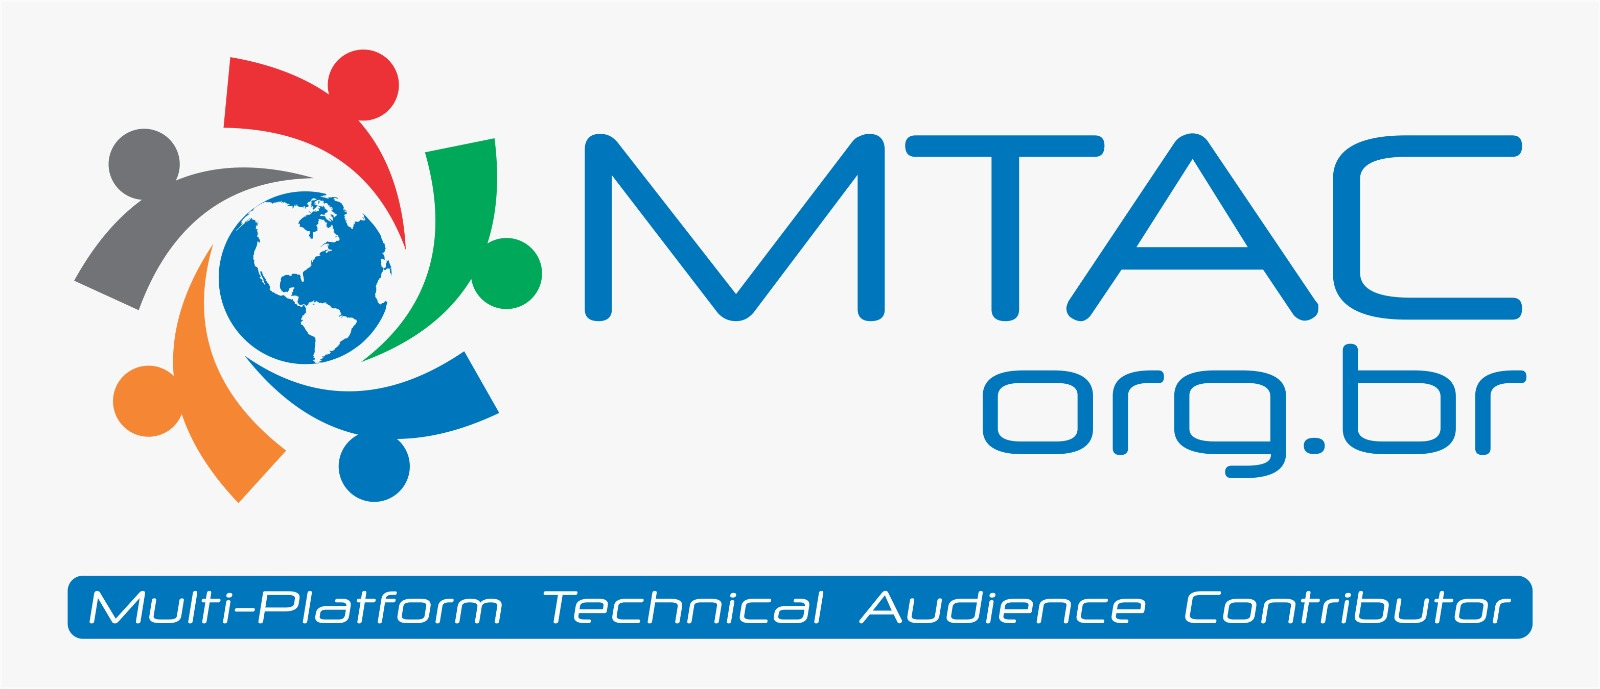 MTAC
org.br
Multi-Platform Technical Audience Contributor